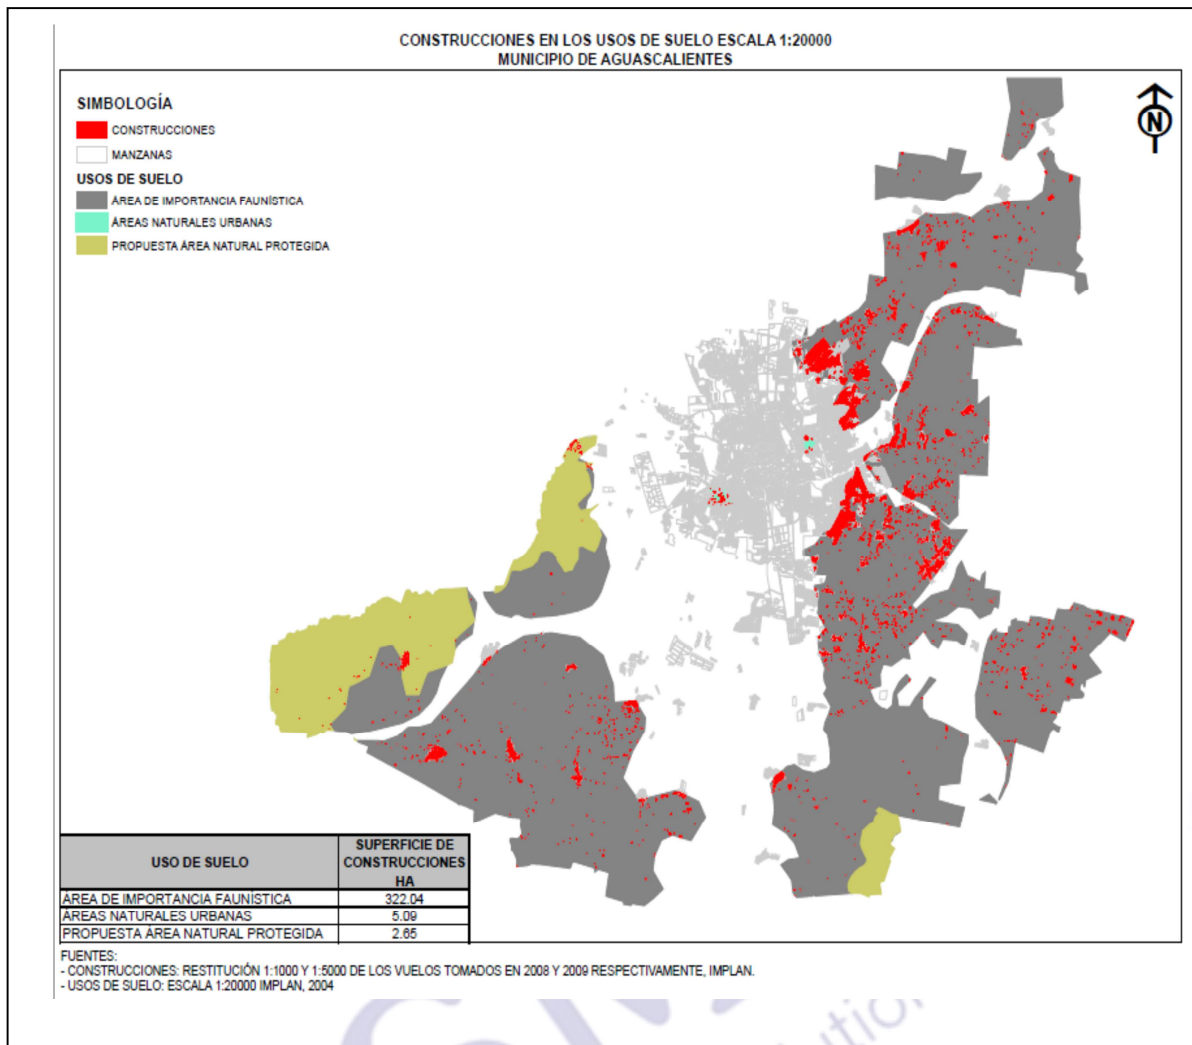 CONSTRUCCIONES EN LOS USOS DE SUELO ESCALA 1:20000
MUNICIPIO DE AGUASCALIENTES
SIMBOLOGÍA
CONSTRUCCIONES
MANZANAS
USOS DE SUELO
ÁREA DE IMPORTANCIA FAUNÍSTICA
ÁREAS NATURALES URBANAS
PROPUESTA ÁREA NATURAL PROTEGIDA
N
USO DE SUELO
SUPERFICIE DE
CONSTRUCCIONES
HA
ÁREA DE IMPORTANCIA FAUNÍSTICA 322.04
ÁREAS NATURALES URBANAS 5.09
PROPUESTA ÁREA NATURAL PROTEGIDA 2.65
FUENTES:
- CONSTRUCCIONES: RESTITUCIÓN 1:1000 Y 1:5000 DE LOS VUELOS TOMADOS EN 2008 Y 2009 RESPECTIVAMENTE, IMPLAN.
- USOS DE SUELO: ESCALA 1:20000 IMPLAN, 2004